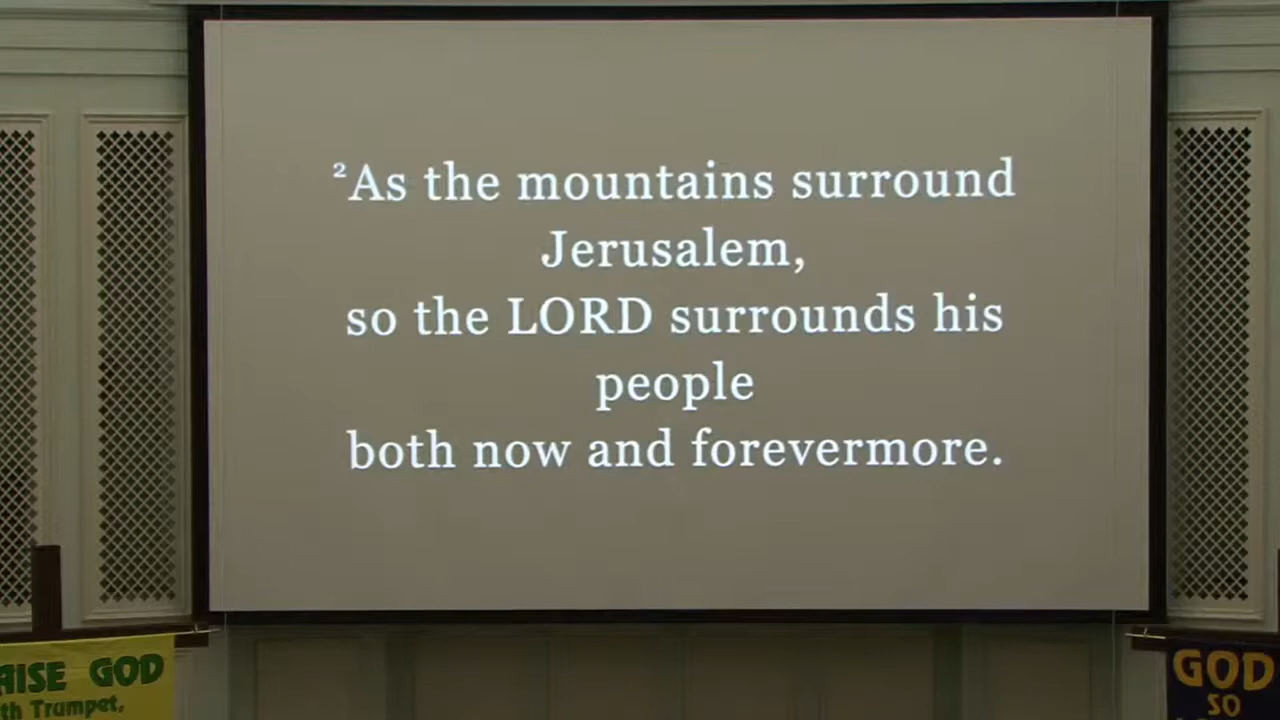 ²As the mountains surround
Jerusalem,
so the LORD surrounds his
people
both now and forevermore.
AISE GOD
th Trumpet,
GOD
SO